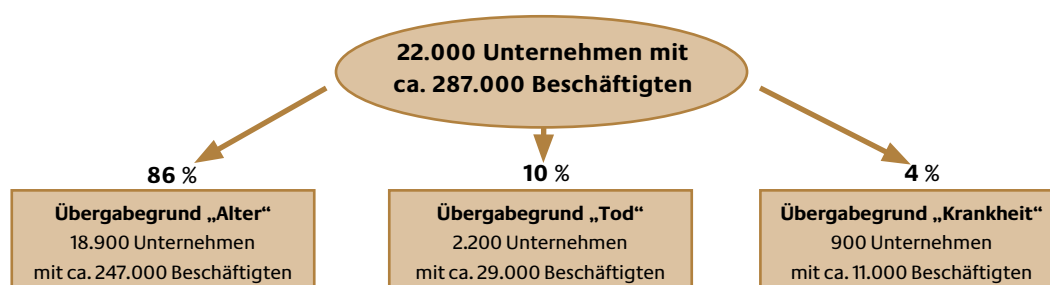 22.000 Unternehmen mit
ca. 287.000 Beschäftigten
86 %
10 %
4 %
Übergabegrund „Alter“
18.900 Unternehmen
mit ca. 247.000 Beschäftigten
Übergabegrund „Tod“
2.200 Unternehmen
mit ca. 29.000 Beschäftigten
Übergabegrund „Krankheit“
900 Unternehmen
mit ca. 11.000 Beschäftigten